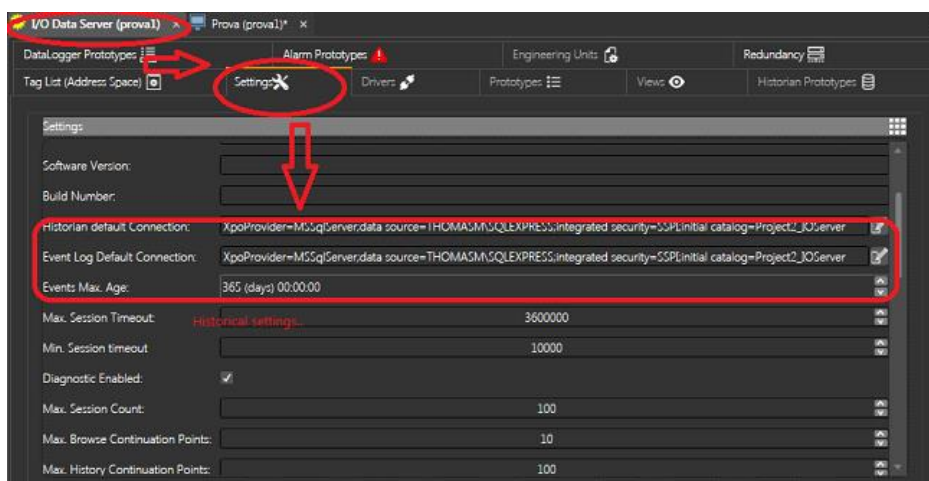 I/O Data Server (prova1) × Prova (prova1)* ×
DataLogger Prototypes Alarm Prototypes Engineering Units Redundancy
Tag List (Address Space) Settings Drivers Prototypes Views Historian Prototypes
Settings
Software Version:
Build Number:
Historian default Connection: XpoProvider=MSSqlServer;data source=THOMASM\SQLEXPRESS;integrated security=SSPI;initial catalog=Project2_IOServer
Event Log Default Connection: XpoProvider=MSSqlServer;data source=THOMASM\SQLEXPRESS;integrated security=SSPI;initial catalog=Project2_IOServer
Events Max. Age: 365 (days) 00:00:00
Max. Session Timeout: 3600000
Historical settings...
Min. Session timeout 10000
Diagnostic Enabled:
Max. Session Count: 100
Max. Browse Continuation Points: 10
Max. History Continuation Points: 100